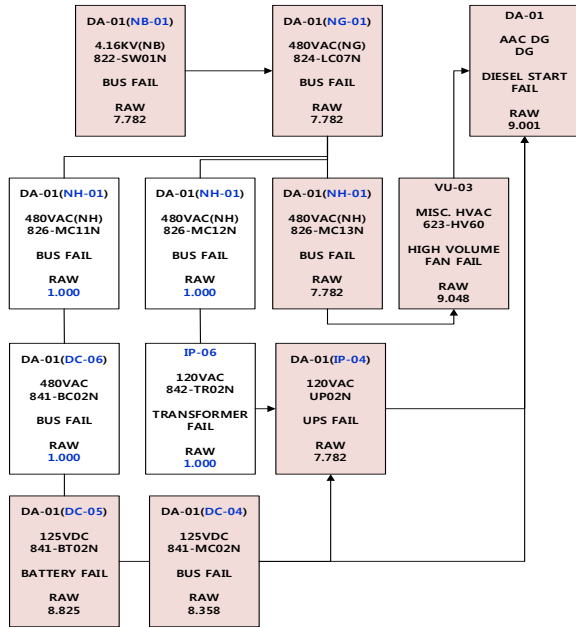 DA-01(NB-01)
4.16KV(NB)
822-SW01N
BUS FAIL
RAW
7.782
DA-01(NG-01)
480VAC(NG)
824-LC07N
BUS FAIL
RAW
7.782
DA-01
AAC DG
DG
DIESEL START
FAIL
RAW
9.001
DA-01(NH-01)
480VAC(NH)
826-MC11N
BUS FAIL
RAW
1.000
DA-01(NH-01)
480VAC(NH)
826-MC12N
BUS FAIL
RAW
1.000
DA-01(NH-01)
480VAC(NH)
826-MC13N
BUS FAIL
RAW
7.782
VU-03
MISC. HVAC
623-HV60
HIGH VOLUME
FAN FAIL
RAW
9.048
DA-01(DC-06)
480VAC
841-BC02N
BUS FAIL
RAW
1.000
IP-06
120VAC
842-TR02N
TRANSFORMER
FAIL
RAW
1.000
DA-01(IP-04)
120VAC
UP02N
UPS FAIL
RAW
7.782
DA-01(DC-05)
125VDC
841-BT02N
BATTERY FAIL
RAW
8.825
DA-01(DC-04)
125VDC
841-MC02N
BUS FAIL
RAW
8.358